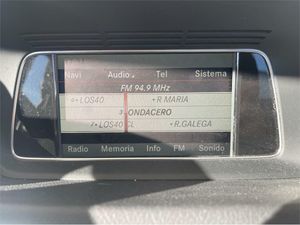 Navi Audio Tel Sistema
FM 94.9 MHz
LOS40 +R MARIA
ONDACERO
LOS40 CL +R.GALEGA
Radio Memoria Info FM Sonido